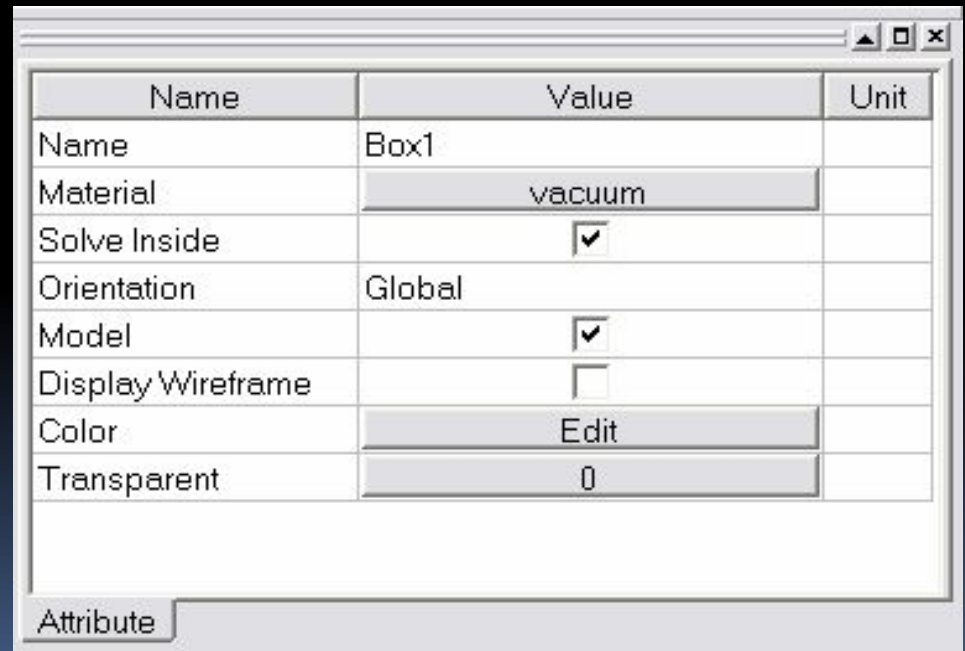 Name Value Unit
Name Box1
Material vacuum
Solve Inside
Orientation Global
Model
Display Wireframe
Color Edit
Transparent 0
Attribute